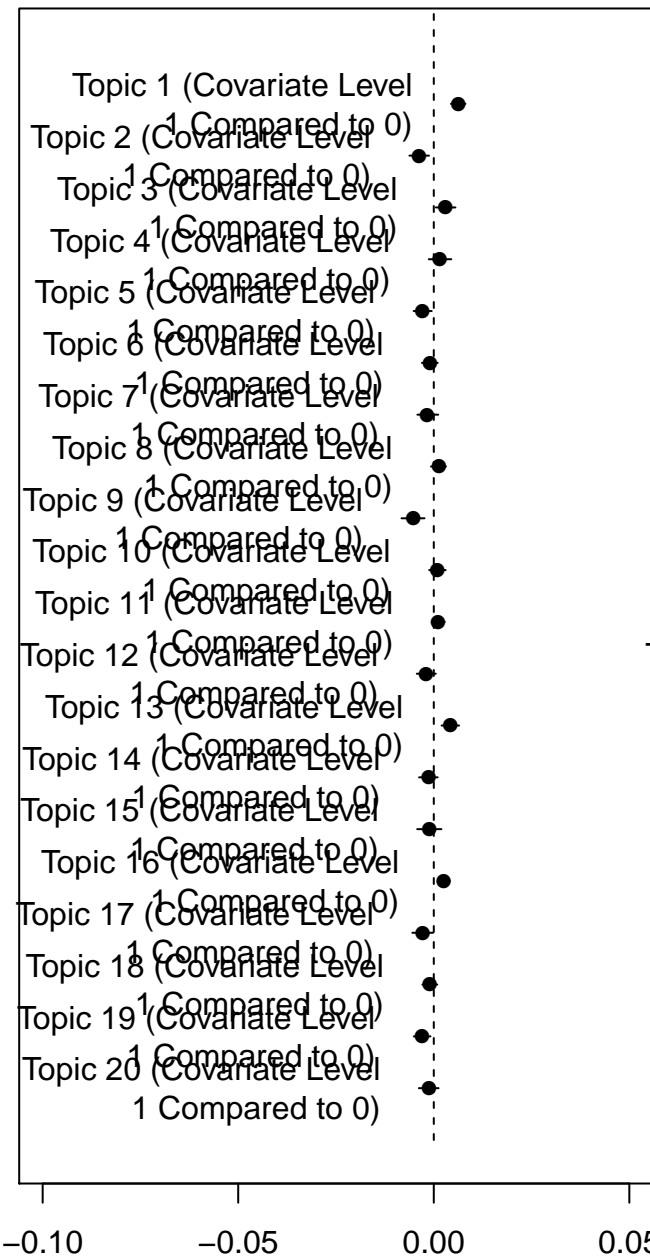 Topic 1 (Covariate Level
1 Compared to 0)
Topic 2 (Covariate Level
1 Compared to 0)
Topic 3 (Covariate Level
1 Compared to 0)
Topic 4 (Covariate Level
1 Compared to 0)
Topic 5 (Covariate Level
1 Compared to 0)
Topic 6 (Covariate Level
1 Compared to 0)
Topic 7 (Covariate Level
1 Compared to 0)
Topic 8 (Covariate Level
1 Compared to 0)
Topic 9 (Covariate Level
1 Compared to 0)
Topic 10 (Covariate Level
1 Compared to 0)
Topic 11 (Covariate Level
1 Compared to 0)
Topic 12 (Covariate Level
1 Compared to 0)
Topic 13 (Covariate Level
1 Compared to 0)
Topic 14 (Covariate Level
1 Compared to 0)
Topic 15 (Covariate Level
1 Compared to 0)
Topic 16 (Covariate Level
1 Compared to 0)
Topic 17 (Covariate Level
1 Compared to 0)
Topic 18 (Covariate Level
1 Compared to 0)
Topic 19 (Covariate Level
1 Compared to 0)
Topic 20 (Covariate Level
1 Compared to 0)
−0.10 −0.05 0.00 0.05